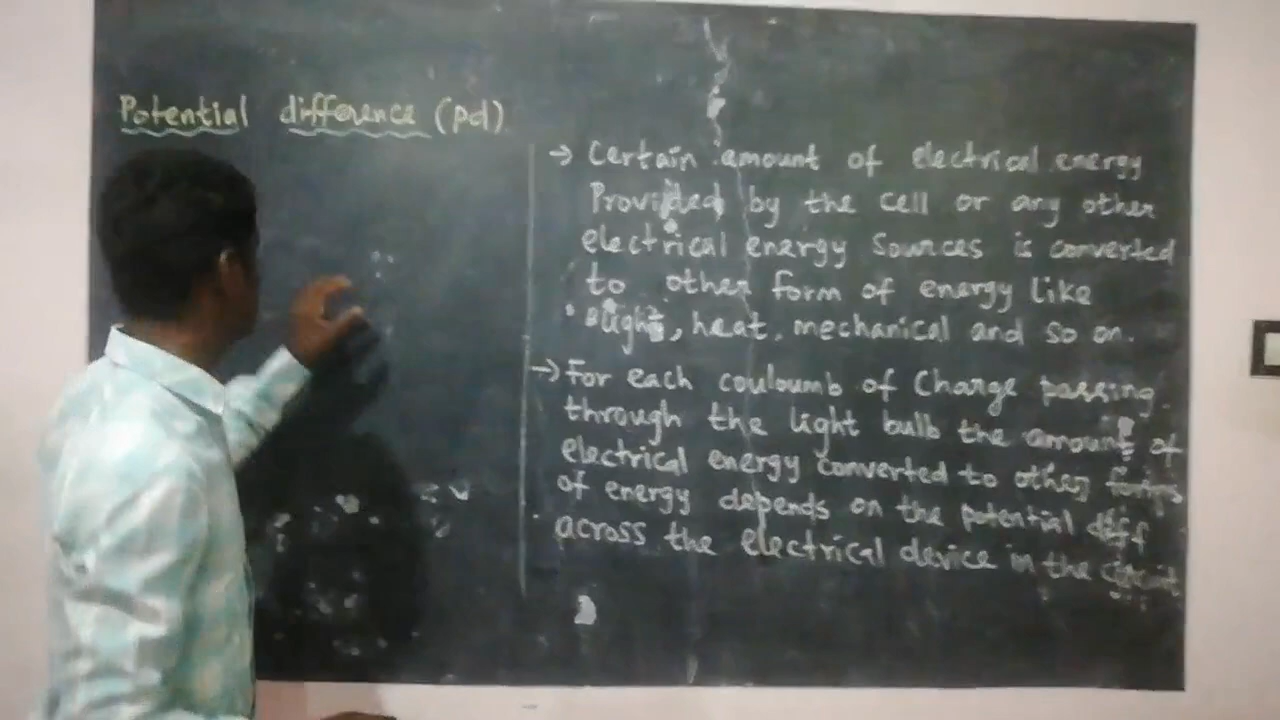 Potential difference (pd)
→ Certain amount of electrical energy
Provided by the cell or any other
electrical energy Sources is converted
to other form of energy like
light, heat, mechanical and so on.
→ For each couloumb of Charge passing
through the light bulb the amount of
electrical energy converted to other forms
of energy depends on the potential diff
across the electrical device in the circuit